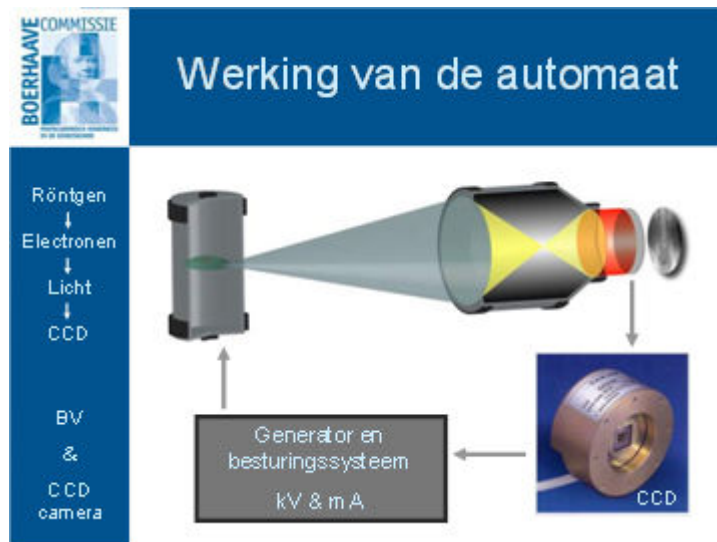 BOERHAAVE
COMMISSIE
Werking van de automaat
Röntgen
Electronen
Licht
CCD
BV
&
CCD
camera
Generator en
besturingssysteem
kV & mA
CCD